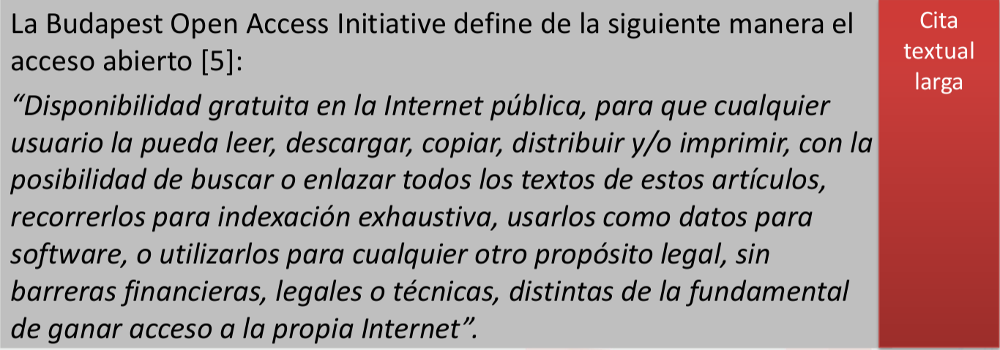 La Budapest Open Access Initiative define de la siguiente manera el
acceso abierto [5]:
“Disponibilidad gratuita en la Internet pública, para que cualquier
usuario la pueda leer, descargar, copiar, distribuir y/o imprimir, con la
posibilidad de buscar o enlazar todos los textos de estos artículos,
recorrerlos para indexación exhaustiva, usarlos como datos para
software, o utilizarlos para cualquier otro propósito legal, sin
barreras financieras, legales o técnicas, distintas de la fundamental
de ganar acceso a la propia Internet”.
Cita
textual
larga